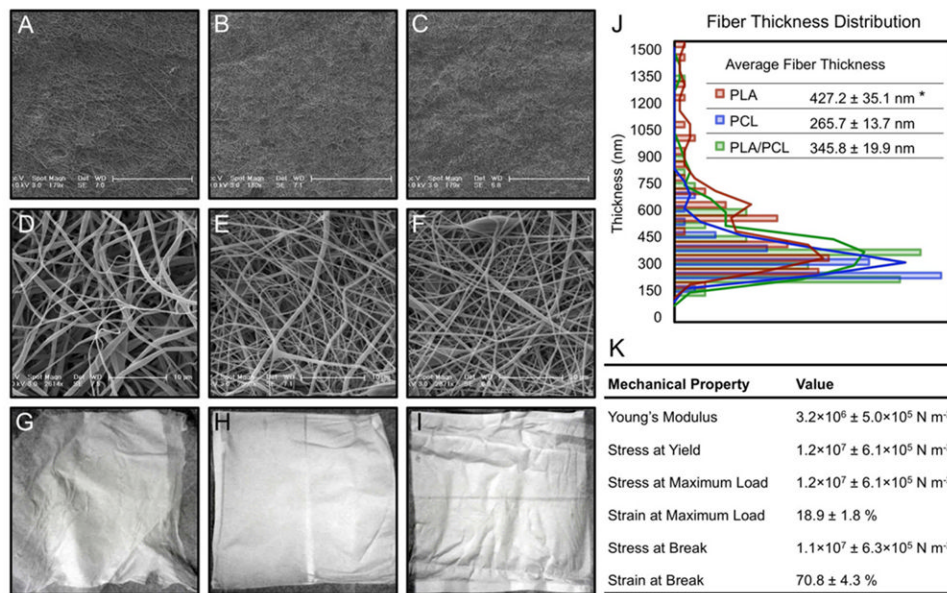 A
B
C
D
E
F
G
H
I
J Fiber Thickness Distribution
Thickness (nm)
1500
1350
1200
1050
900
750
600
450
300
150
0
Average Fiber Thickness
PLA 427.2 ± 35.1 nm *
PCL 265.7 ± 13.7 nm
PLA/PCL 345.8 ± 19.9 nm
K
Mechanical Property Value
Young's Modulus 3.2×10⁶ ± 5.0×10⁵ N m⁻
Stress at Yield 1.2×10⁷ ± 6.1×10⁵ N m⁻
Stress at Maximum Load 1.2×10⁷ ± 6.1×10⁵ N m⁻
Strain at Maximum Load 18.9 ± 1.8 %
Stress at Break 1.1×10⁷ ± 6.3×10⁵ N m⁻
Strain at Break 70.8 ± 4.3 %